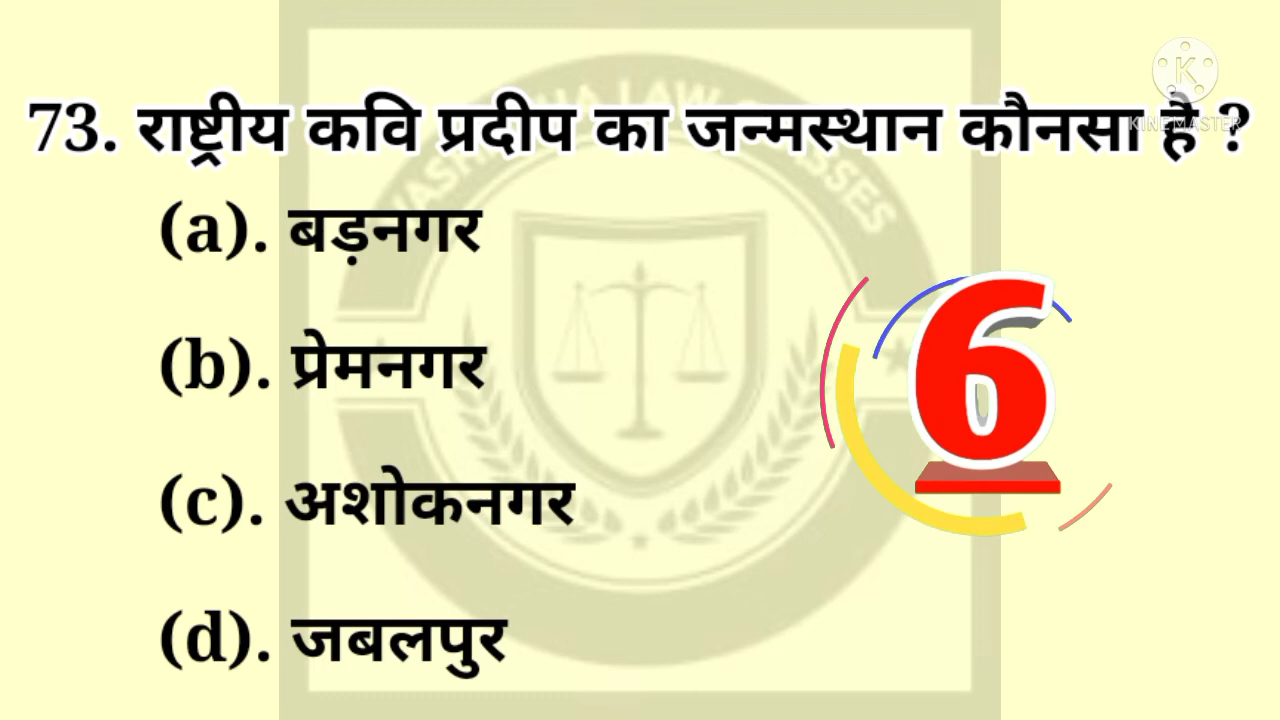 73. राष्ट्रीय कवि प्रदीप का जन्मस्थान कौनसा है ?
(a). बड़नगर
(b). प्रेमनगर
(c). अशोकनगर
(d). जबलपुर
6
K
KINEMASTER